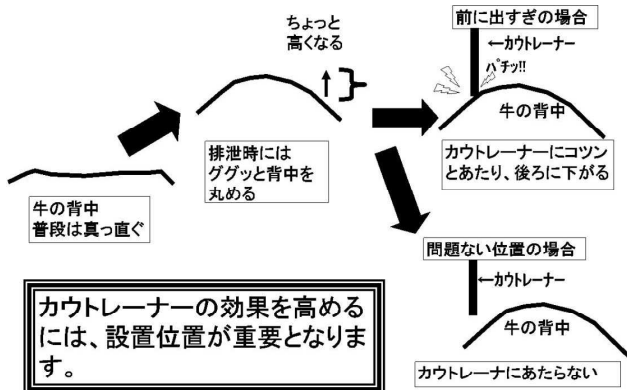 ちょっと
高くなる
前に出すぎの場合
←カウトレーナー
パチッ!!
牛の背中
カウトレーナーにコツン
とあたり、後ろに下がる
排泄時には
ググッと背中を
丸める
牛の背中
普段は真っ直ぐ
問題ない位置の場合
←カウトレーナー
牛の背中
カウトレーナにあたらない
カウトレーナーの効果を高める
には、設置位置が重要となりま
す。